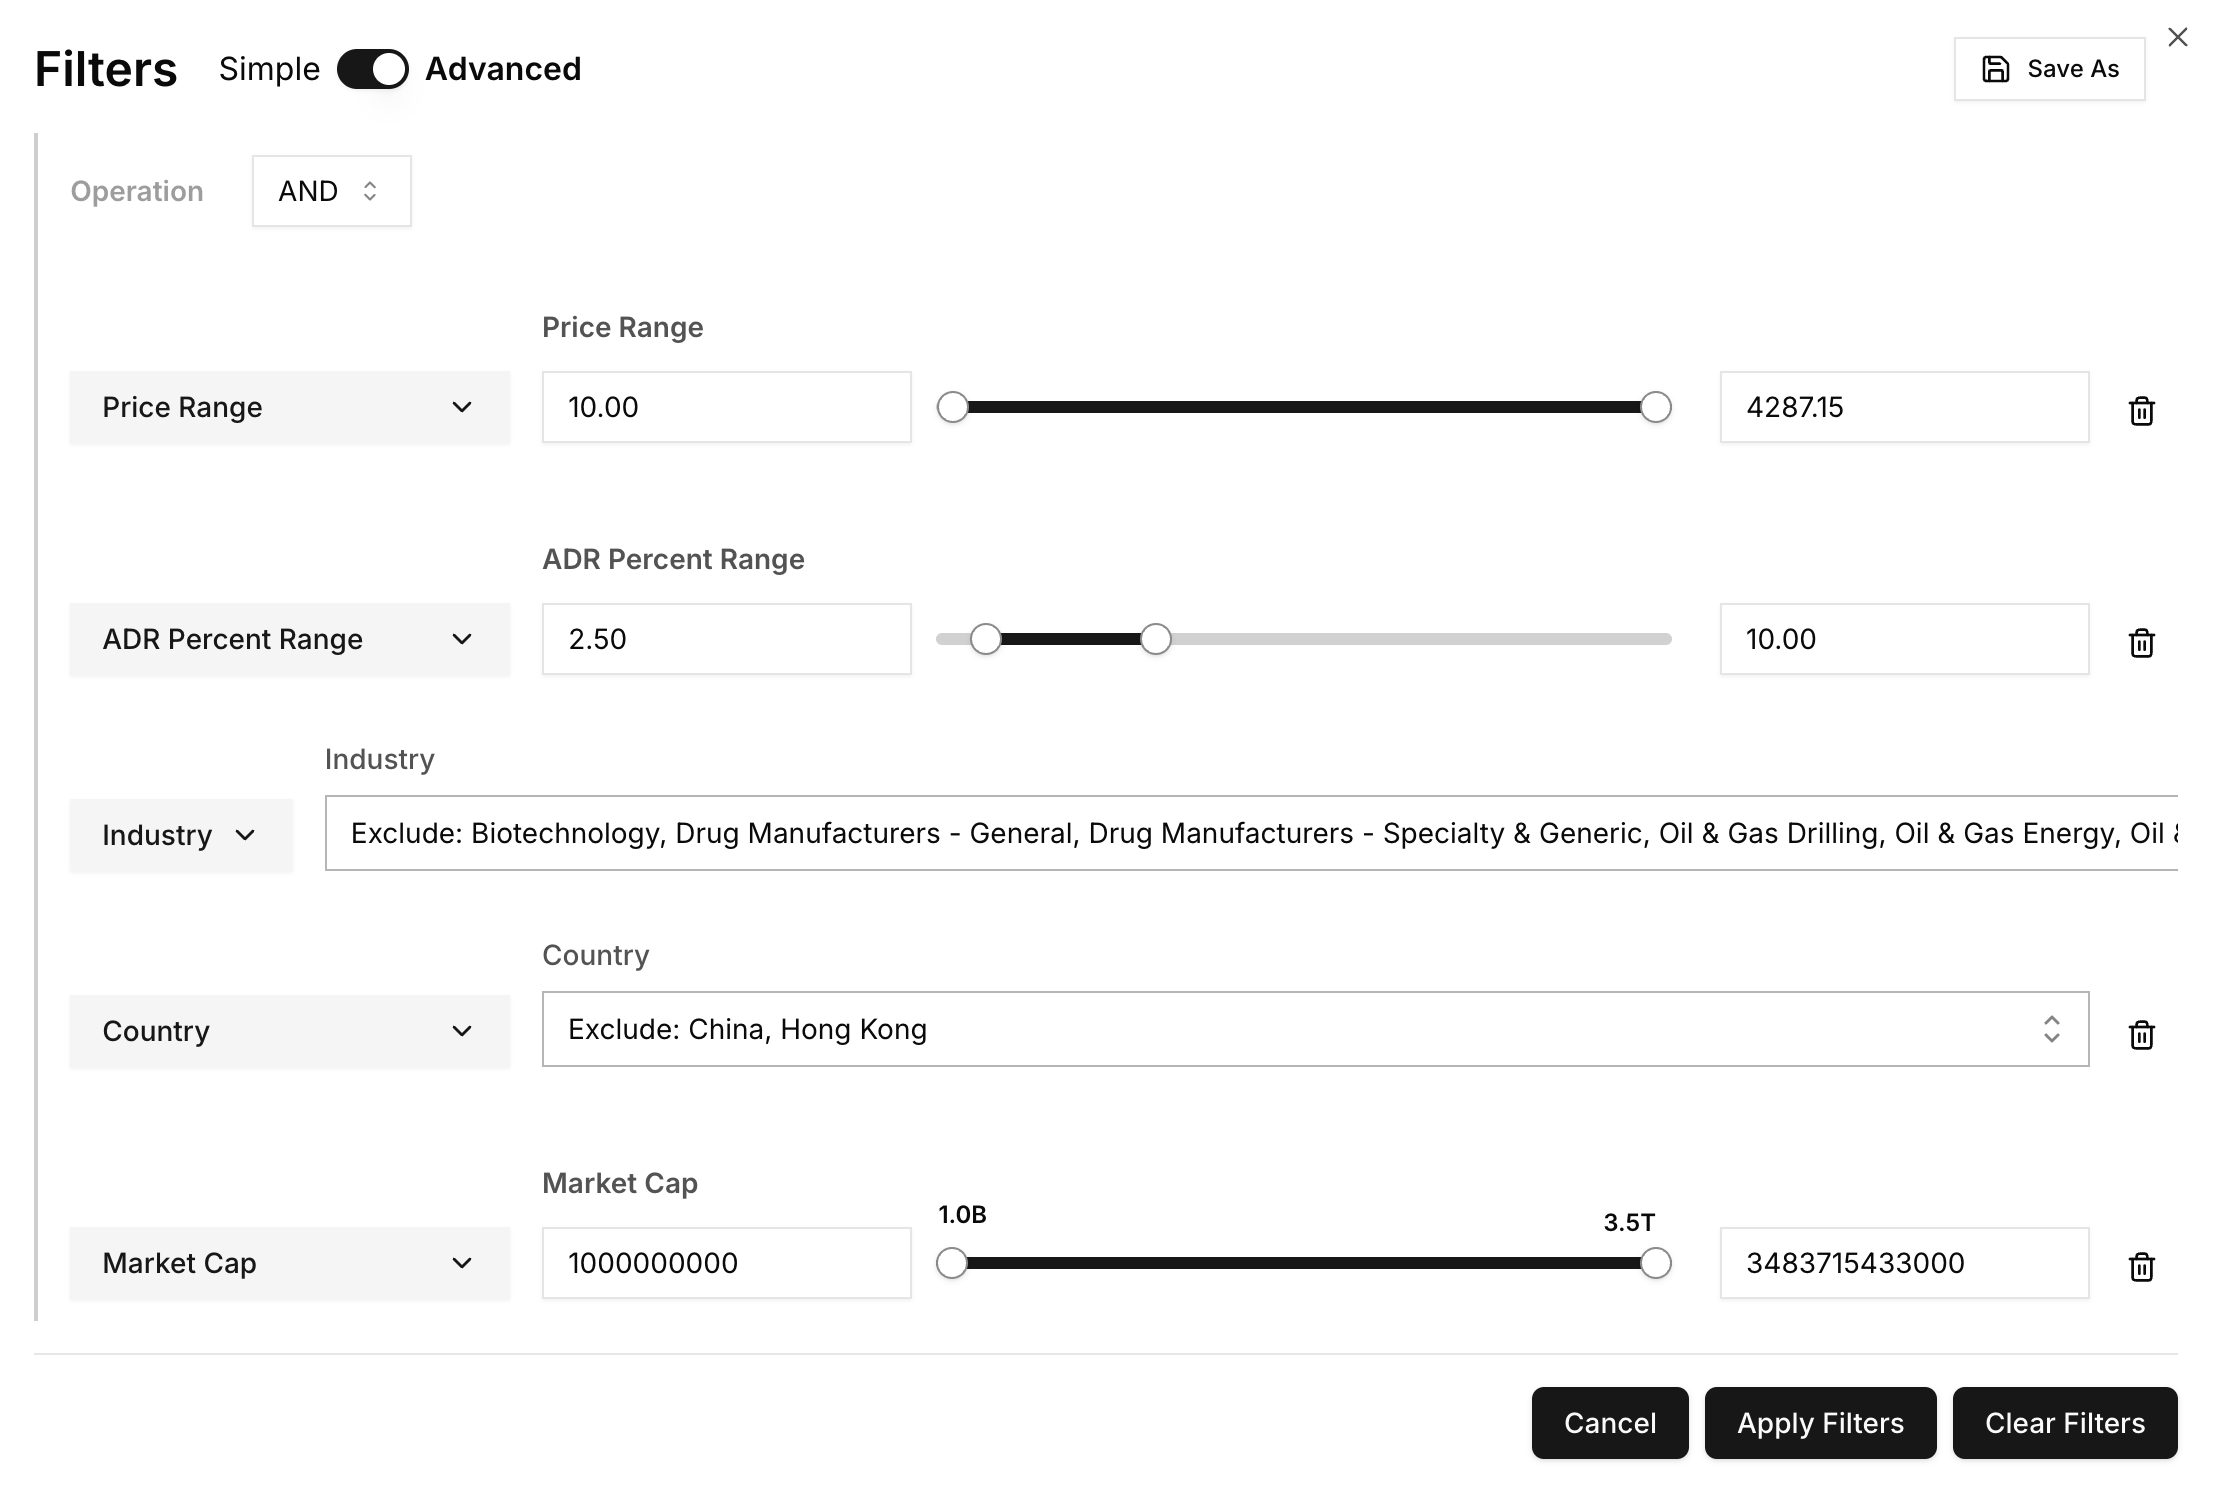 Filters Simple Advanced Save As
Operation AND
Price Range
Price Range 10.00 4287.15
ADR Percent Range
ADR Percent Range 2.50 10.00
Industry
Industry Exclude: Biotechnology, Drug Manufacturers - General, Drug Manufacturers - Specialty & Generic, Oil & Gas Drilling, Oil & Gas Energy, Oil &
Country
Country Exclude: China, Hong Kong
Market Cap
1.0B 3.5T
Market Cap 1000000000 3483715433000
Cancel Apply Filters Clear Filters